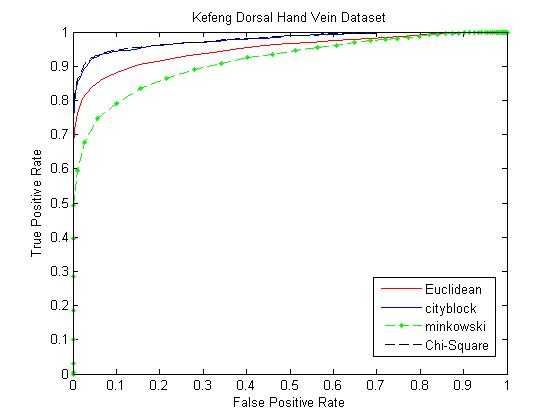 Kefeng Dorsal Hand Vein Dataset
1
0.9
0.8
0.7
0.6
0.5
0.4
0.3
0.2
0.1
0
True Positive Rate
Euclidean
cityblock
minkowski
Chi-Square
0 0.1 0.2 0.3 0.4 0.5 0.6 0.7 0.8 0.9 1
False Positive Rate